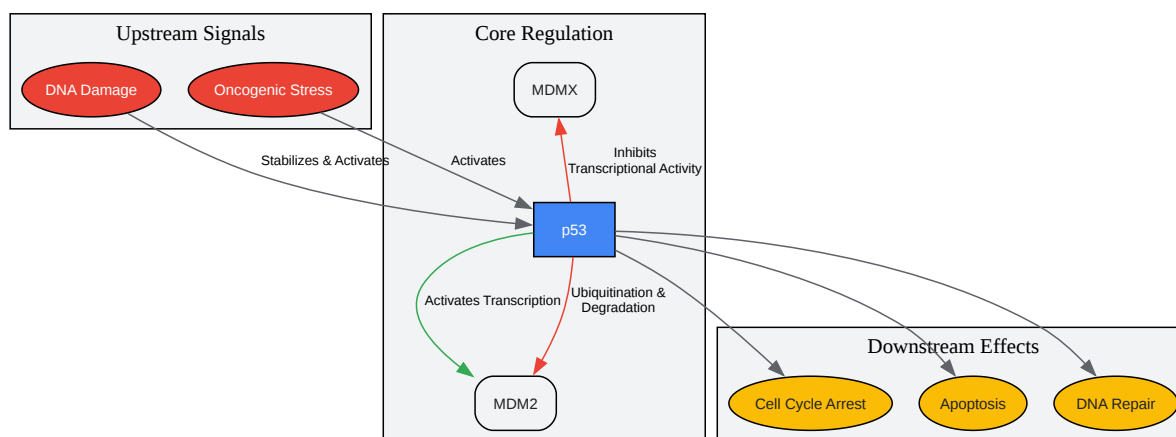 Upstream Signals
DNA Damage
Oncogenic Stress
Core Regulation
MDMX
Stabilizes & Activates
Activates
Inhibits
Transcriptional Activity
p53
Activates Transcription
Ubiquitination &
Degradation
MDM2
Downstream Effects
Cell Cycle Arrest
Apoptosis
DNA Repair